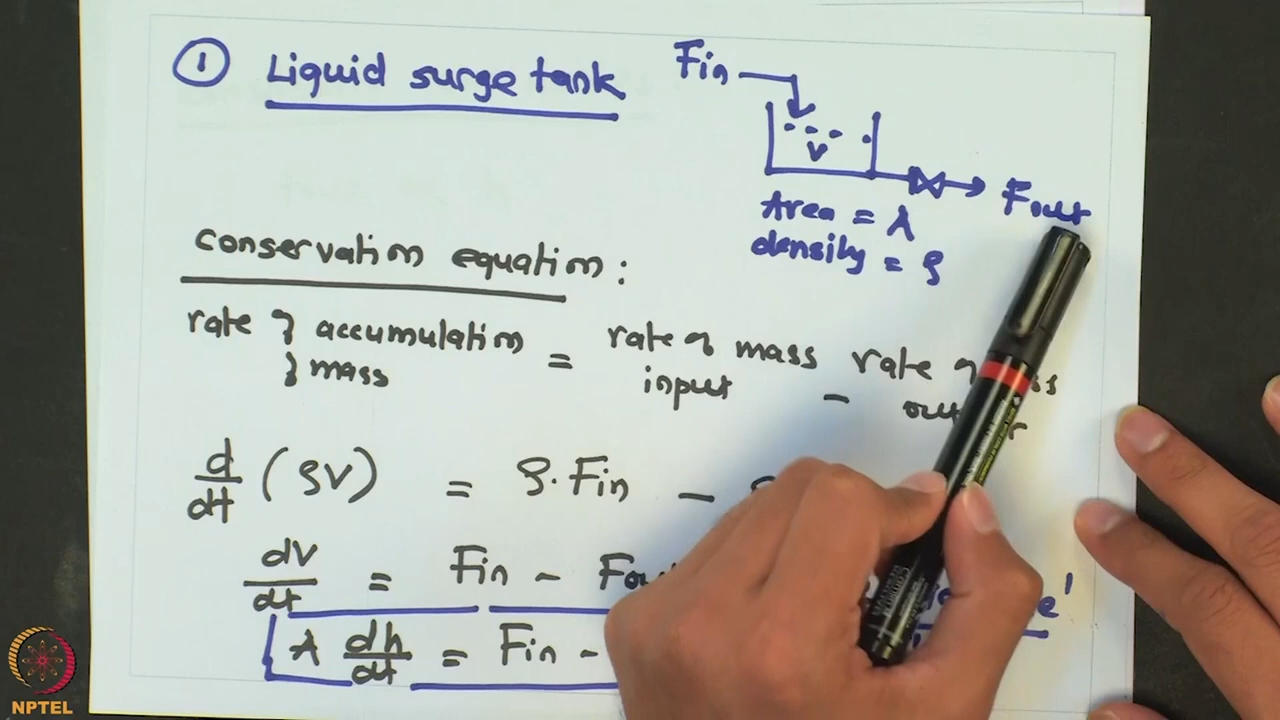 ① Liquid surge tank
Fin
V
Fout
Area = A
density = ρ
conservation equation:
rate of accumulation of mass = rate of mass input - rate of
d/dt (ρV) = ρ.Fin -
dV/dt = Fin -
A dh/dt = Fin -
NPTEL